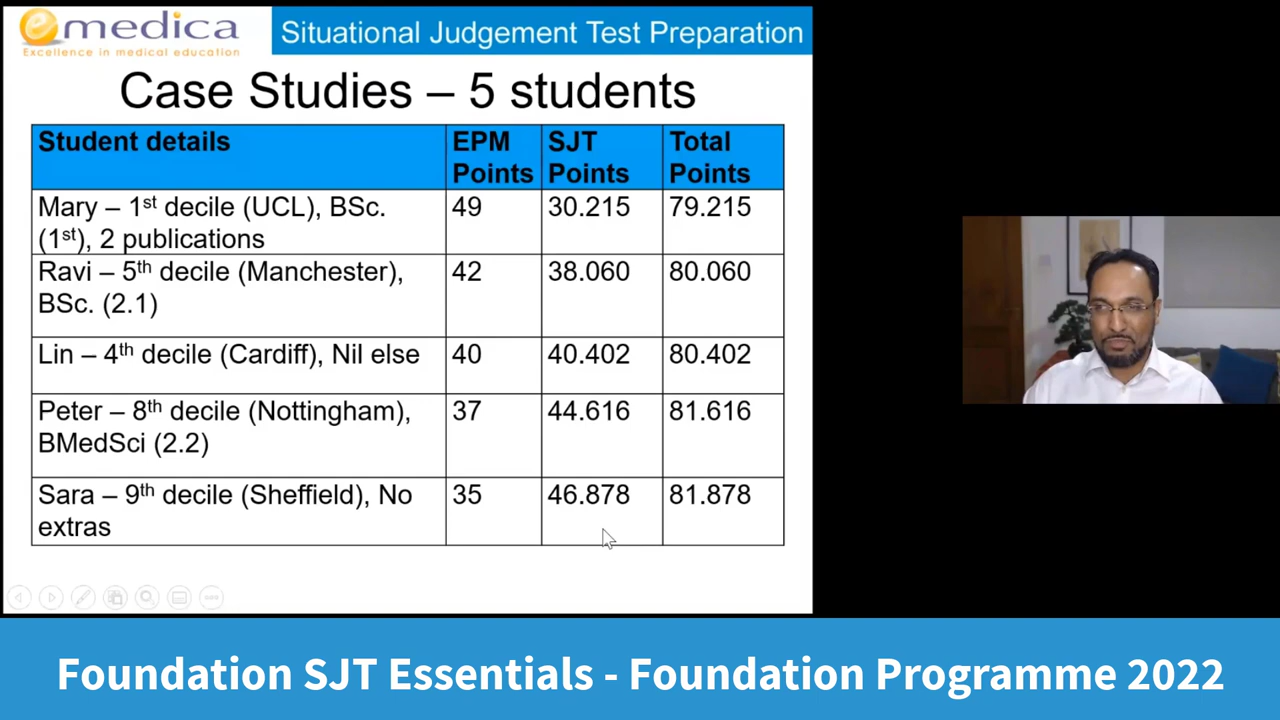 emedica
Excellence in medical education
Situational Judgement Test Preparation
Case Studies – 5 students
Student details
EPM
Points
SJT
Points
Total
Points
Mary – 1st decile (UCL), BSc.
(1st), 2 publications
49
30.215
79.215
Ravi – 5th decile (Manchester),
BSc. (2.1)
42
38.060
80.060
Lin – 4th decile (Cardiff), Nil else
40
40.402
80.402
Peter – 8th decile (Nottingham),
BMedSci (2.2)
37
44.616
81.616
Sara – 9th decile (Sheffield), No
extras
35
46.878
81.878
Foundation SJT Essentials - Foundation Programme 2022